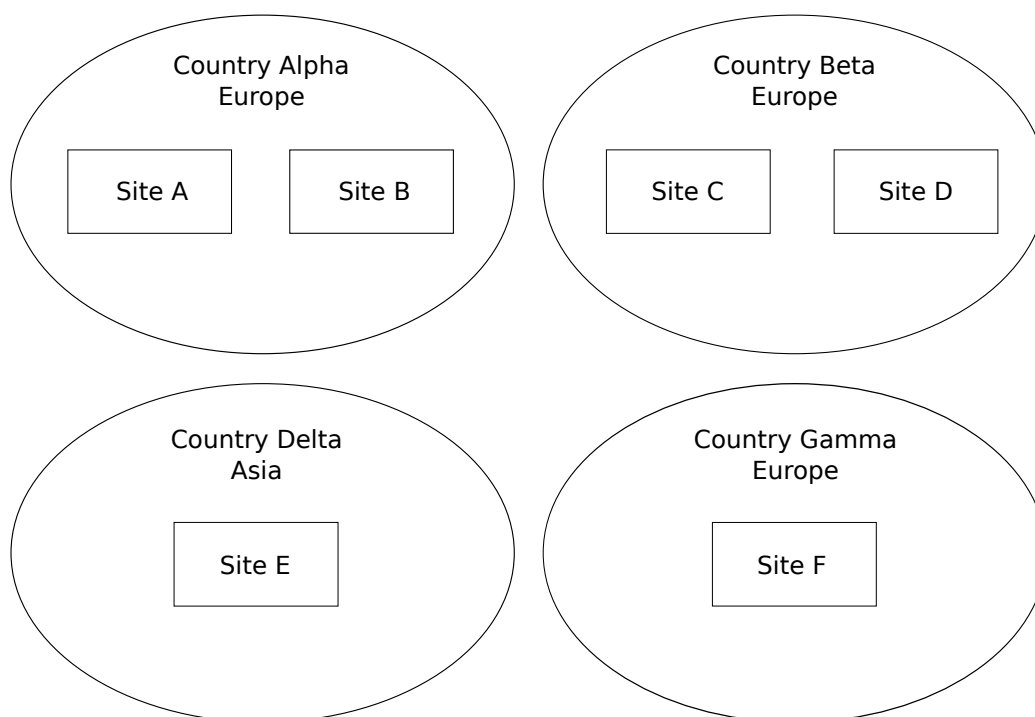 Country Alpha
Europe
Site A
Site B
Country Beta
Europe
Site C
Site D
Country Delta
Asia
Site E
Country Gamma
Europe
Site F